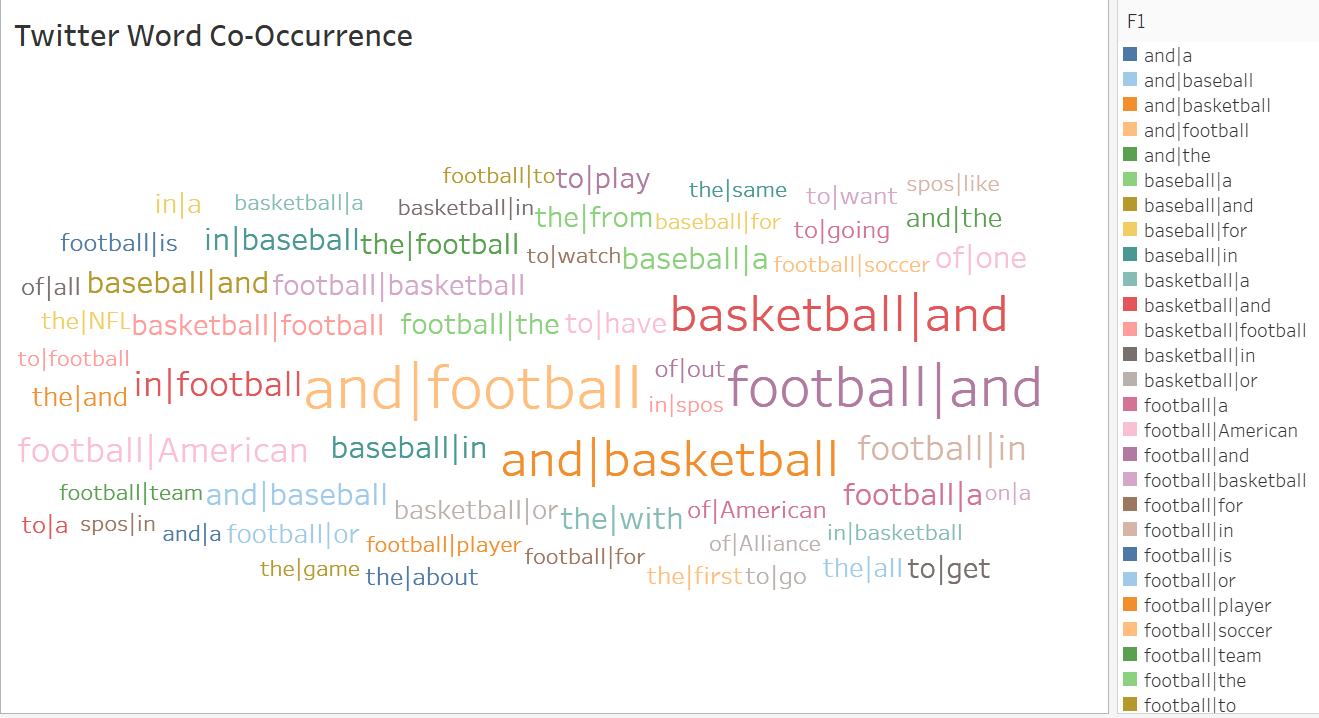 Twitter Word Co-Occurrence
football|to to|play
the|same
spos|like
in|a basketball|a basketball|in the|from baseball|for to|want
to|going and|the
football|is in|baseball the|football to|watch baseball|a football|soccer of|one
of|all baseball|and football|basketball
the|NFL basketball|football football|the to|have basketball|and
to|football
the|and in|football and|football of|out football|and
in|spos
football|American baseball|in and|basketball football|in
football|team and|baseball basketball|or football|a on|a
to|a spos|in and|a football|or the|with of|American
football|player football|for of|Alliance in|basketball
the|game the|about the|first to|go the|all to|get
F1
and|a
and|baseball
and|basketball
and|football
and|the
baseball|a
baseball|and
baseball|for
baseball|in
basketball|a
basketball|and
basketball|football
basketball|in
basketball|or
football|a
football|American
football|and
football|basketball
football|for
football|in
football|is
football|or
football|player
football|soccer
football|team
football|the
football|to